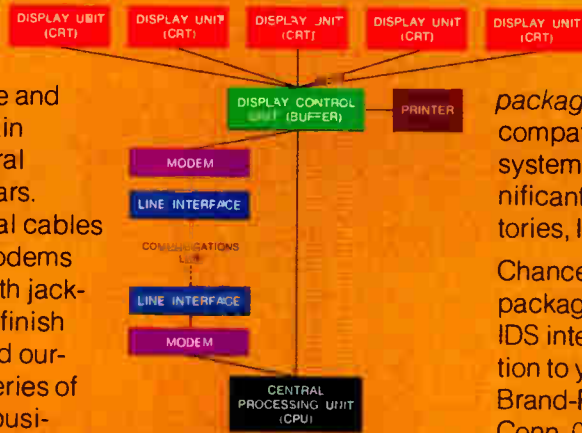 DISPLAY UNIT
(CRT)
DISPLAY UNIT
(CRT)
DISPLAY UNIT
(CRT)
DISPLAY UNIT
(CRT)
DISPLAY UNIT
(CRT)
DISPLAY CONTROL
UNIT (BUFFER)
PRINTER
MODEM
LINE INTERFACE
COMMUNICATIONS
LINE INTERFACE
MODEM
CENTRAL
PROCESSING UNIT
(CPU)
e and
in
ral
ars.
al cables
odems
th jack-
finish
d our-
eries of
busi-
packag
compat
system
nificant
tories, I
Chance
packag
IDS inte
tion to y
Brand-F
Conn.